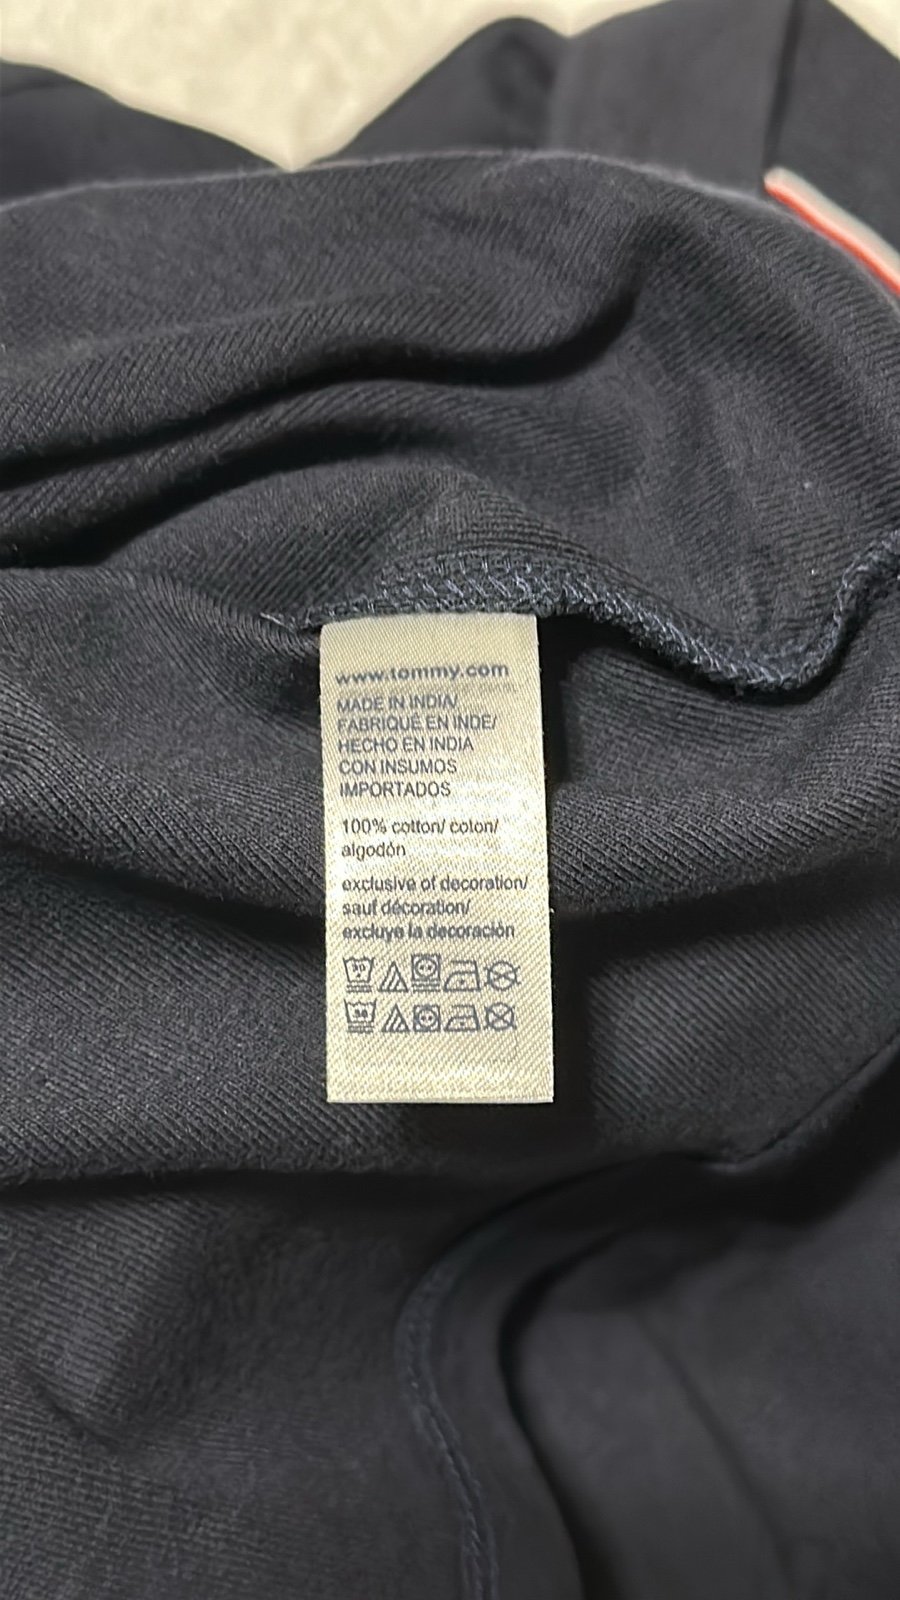 www.tommy.com
MADE IN INDIA/
FABRIQUÉ EN INDE/
HECHO EN INDIA
CON INSUMOS
IMPORTADOS
100% cotton/ coton/
algodón
exclusive of decoration/
sauf décoration/
excluye la decoración
30